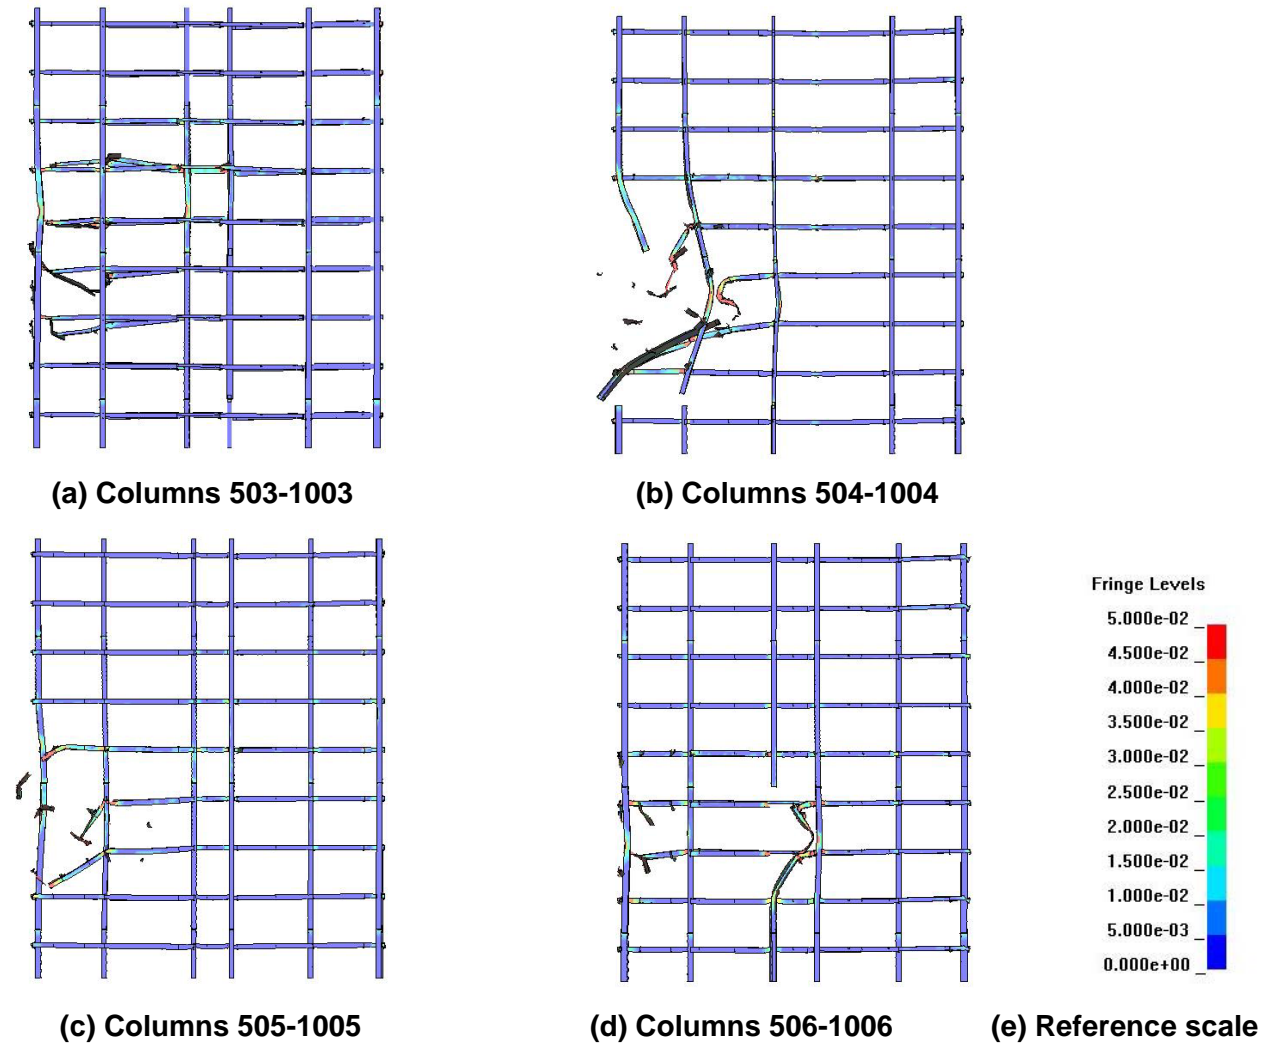 (a) Columns 503-1003
(b) Columns 504-1004
Fringe Levels
5.000e-02
4.500e-02
4.000e-02
3.500e-02
3.000e-02
2.500e-02
2.000e-02
1.500e-02
1.000e-02
5.000e-03
0.000e+00
(c) Columns 505-1005
(d) Columns 506-1006
(e) Reference scale